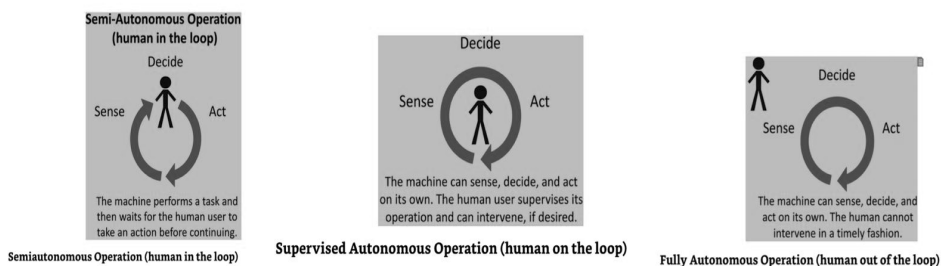 Semi-Autonomous Operation
(human in the loop)
Decide
Sense
Act
The machine performs a task and
then waits for the human user to
take an action before continuing.
Semiautonomous Operation (human in the loop)
Decide
Sense
Act
The machine can sense, decide, and act
on its own. The human user supervises its
operation and can intervene, if desired.
Supervised Autonomous Operation (human on the loop)
Decide
Sense
Act
The machine can sense, decide, and
act on its own. The human cannot
intervene in a timely fashion.
Fully Autonomous Operation (human out of the loop)